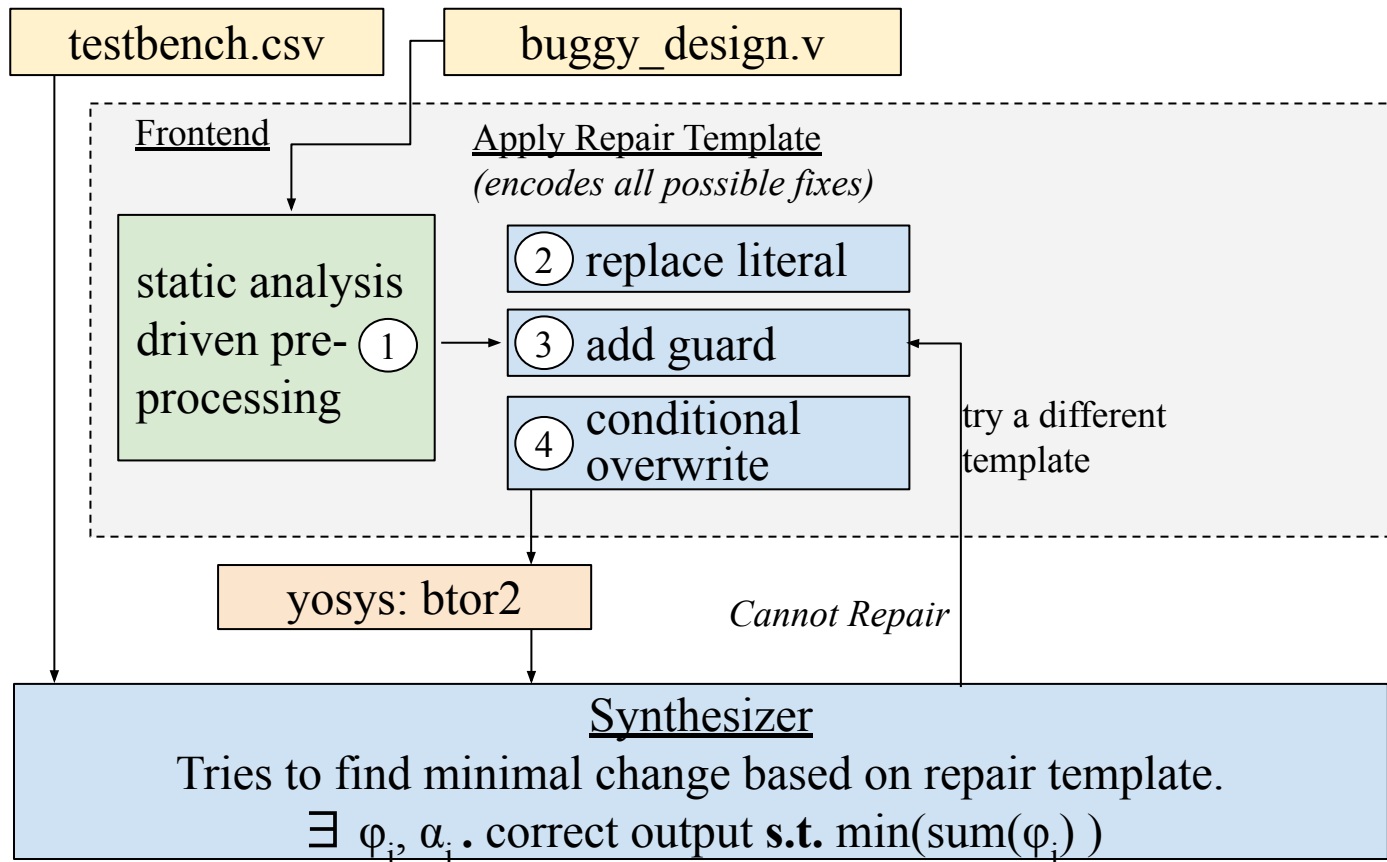 testbench.csv
buggy_design.v
Frontend
Apply Repair Template
(encodes all possible fixes)
static analysis
driven pre-
processing
1
2 replace literal
3 add guard
4 conditional
overwrite
try a different
template
yosys: btor2
Cannot Repair
Synthesizer
Tries to find minimal change based on repair template.
∃ φᵢ, αᵢ . correct output s.t. min(sum(φᵢ) )